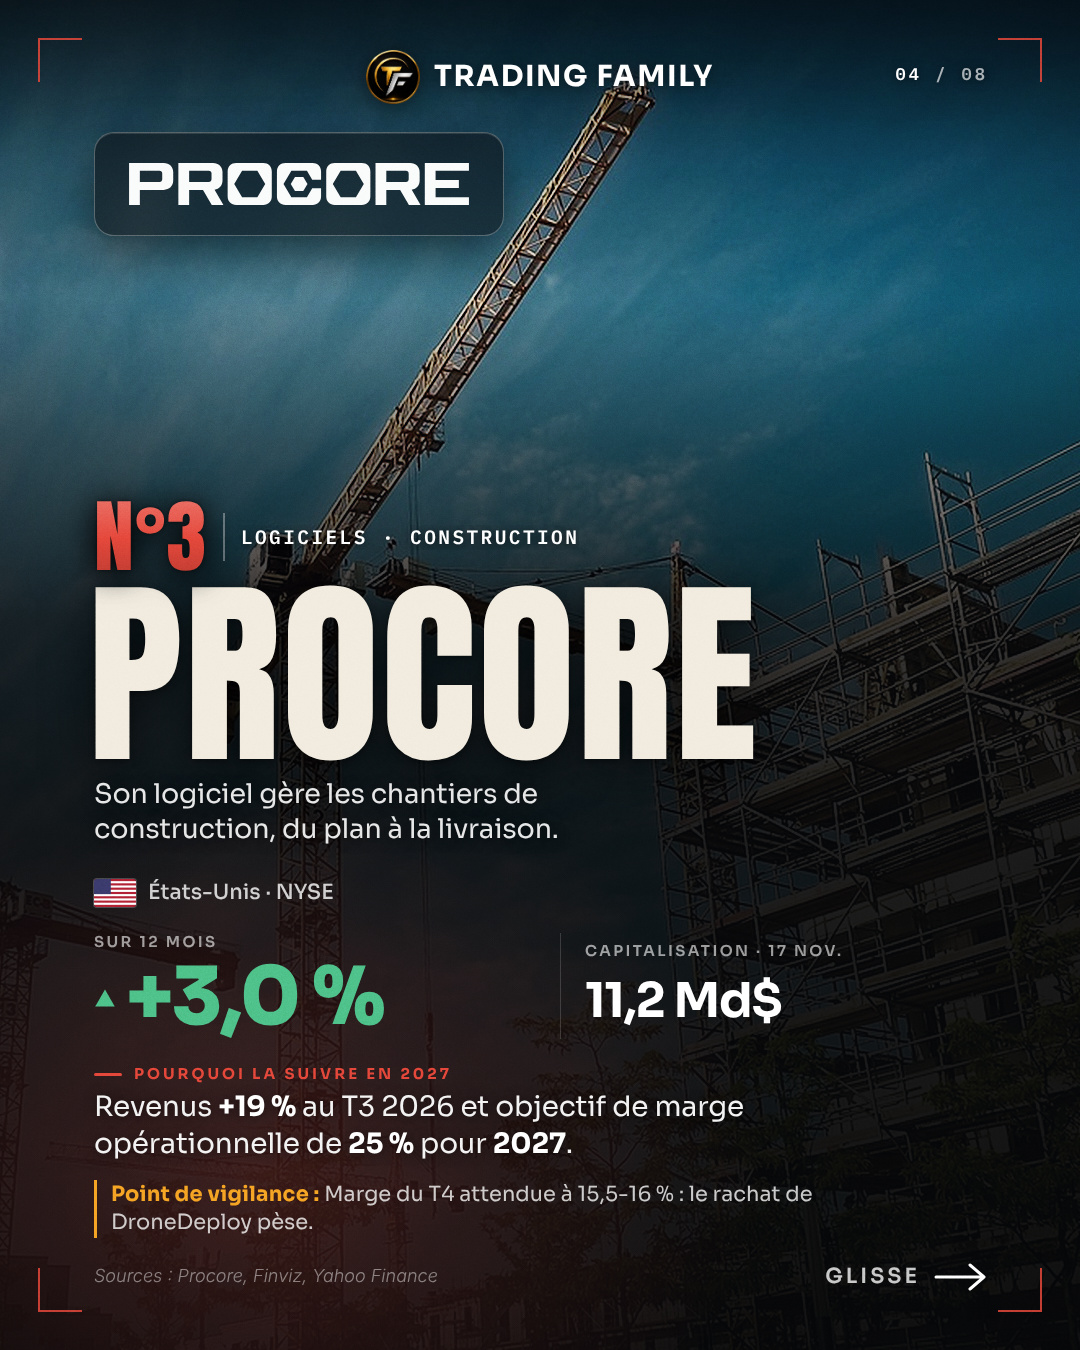 TF TRADING FAMILY
04 / 08
PROCORE
N°3 LOGICIELS · CONSTRUCTION
PROCORE
Son logiciel gère les chantiers de
construction, du plan à la livraison.
États-Unis · NYSE
SUR 12 MOIS
+3,0 %
CAPITALISATION · 17 NOV.
11,2 Md$
POURQUOI LA SUIVRE EN 2027
Revenus +19 % au T3 2026 et objectif de marge
opérationnelle de 25 % pour 2027.
Point de vigilance : Marge du T4 attendue à 15,5-16 % : le rachat de
DroneDeploy pèse.
Sources : Procore, Finviz, Yahoo Finance
GLISSE